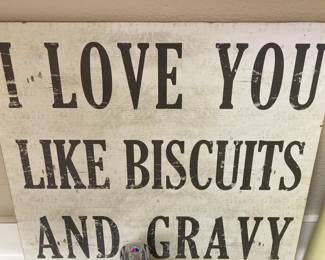 I LOVE YOU
LIKE BISCUITS
AND GRAVY